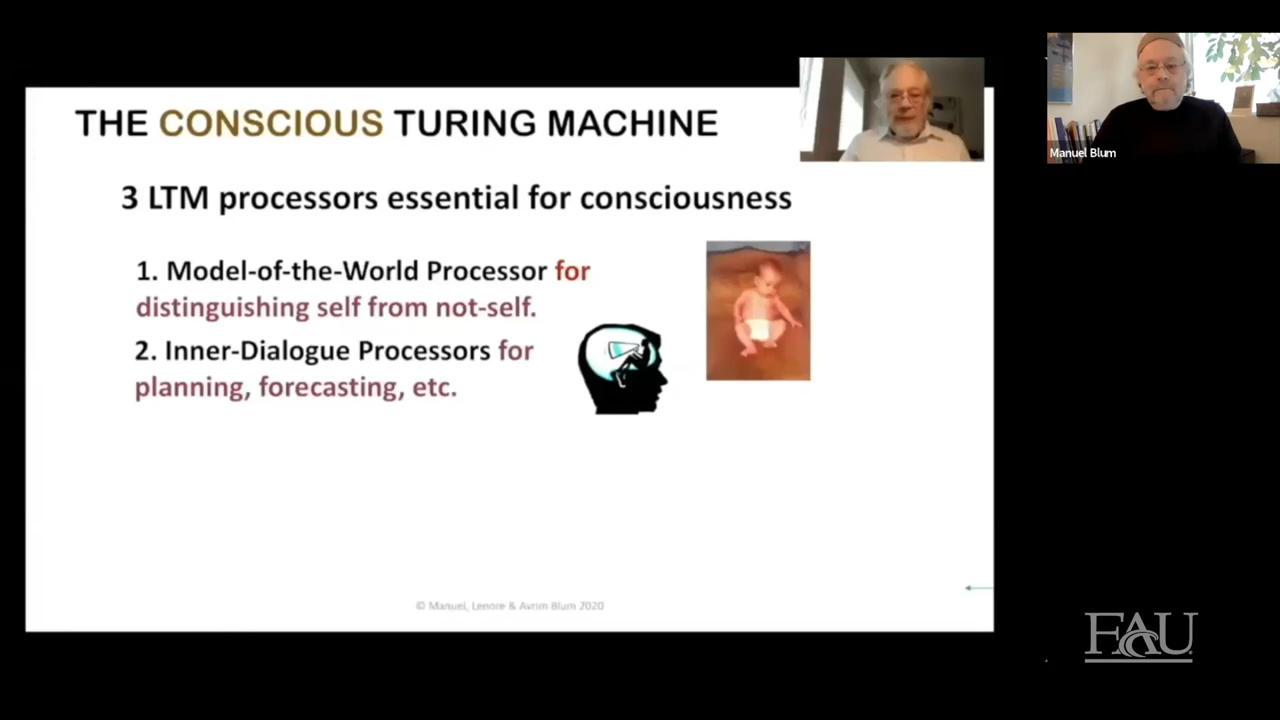 THE CONSCIOUS TURING MACHINE
3 LTM processors essential for consciousness
1. Model-of-the-World Processor for
distinguishing self from not-self.
2. Inner-Dialogue Processors for
planning, forecasting, etc.
© Manuel, Lenore & Avrim Blum 2020
Manuel Blum
FAU